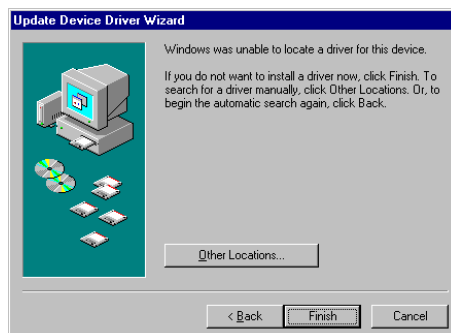 Update Device Driver Wizard
Windows was unable to locate a driver for this device.
If you do not want to install a driver now, click Finish. To
search for a driver manually, click Other Locations. Or, to
begin the automatic search again, click Back.
Other Locations...
< Back
Finish
Cancel